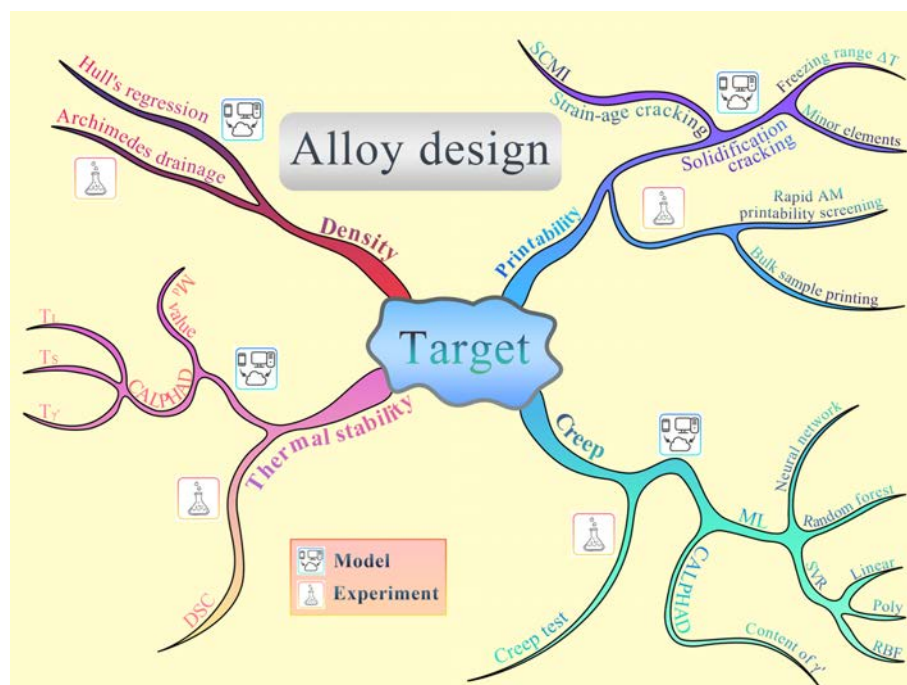 Alloy design
Target
Density
Hull's regression
Archimedes drainage
Printability
Strain-age cracking
SCMI
Solidification
cracking
Freezing range ΔT
Minor elements
Rapid AM
printability screening
Bulk sample printing
Thermal stability
CALPHAD
Md value
TL
TS
Tγ'
DSC
Creep
Creep test
CALPHAD
Content of γ'
ML
Neural network
Random forest
SVR
Linear
Poly
RBF
Model
Experiment